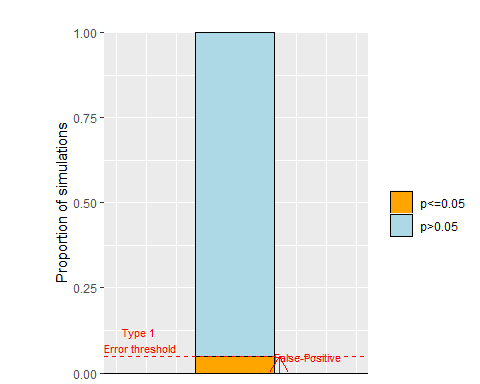 1.00
0.75
0.50
0.25
0.00
Proportion of simulations
Type 1
Error threshold
False-Positive
p<=0.05
p>0.05